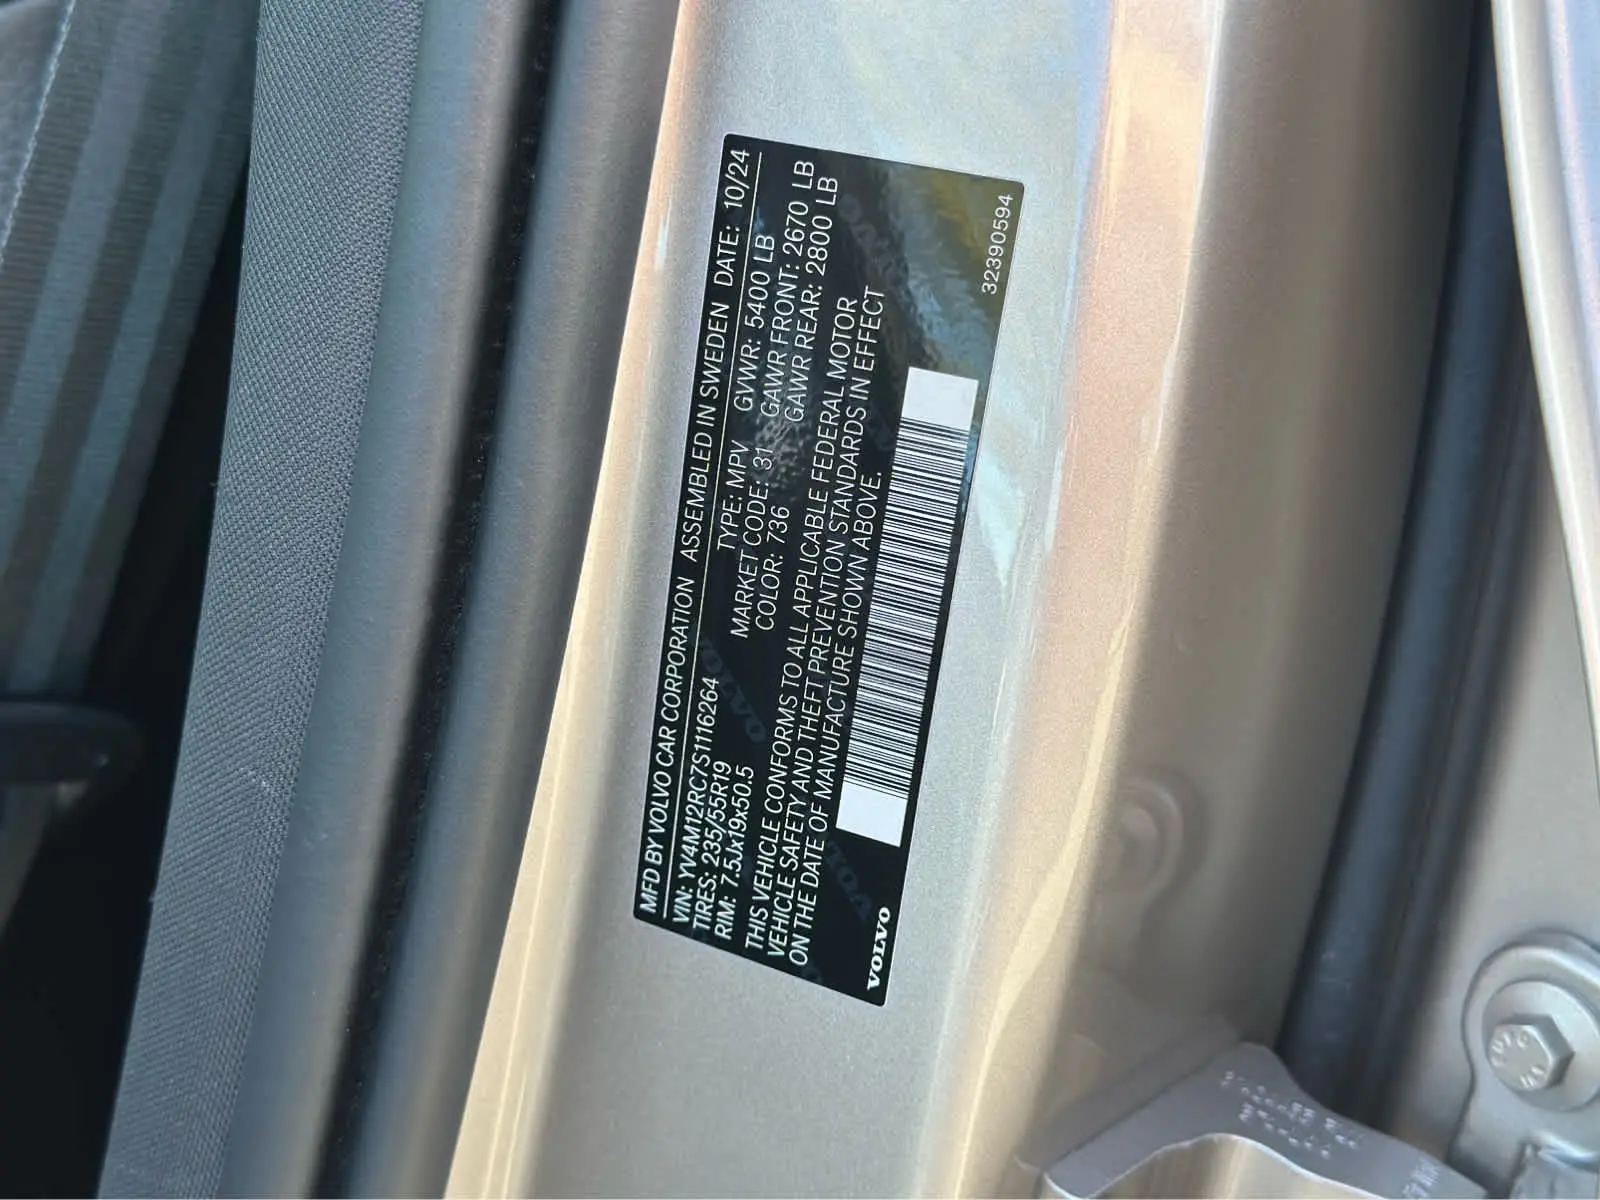 MFD BY VOLVO CAR CORPORATION ASSEMBLED IN SWEDEN DATE: 10/24
VIN: YV4M12RC7S1116264 TYPE: MPV GVWR: 5400 LB
TIRES: 235/55R19 MARKET CODE: 31 GAWR FRONT: 2670 LB
RIM: 7.5Jx19x50.5 COLOR: 736 GAWR REAR: 2800 LB
THIS VEHICLE CONFORMS TO ALL APPLICABLE FEDERAL MOTOR
VEHICLE SAFETY AND THEFT PREVENTION STANDARDS IN EFFECT
ON THE DATE OF MANUFACTURE SHOWN ABOVE.
VOLVO
32390594